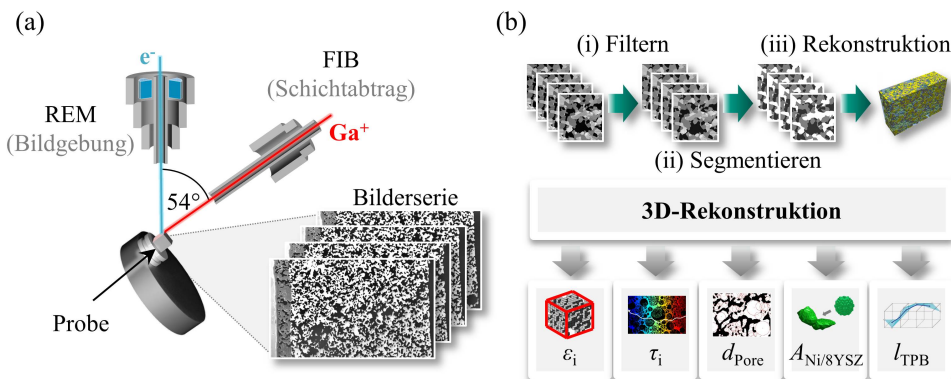 (a)
e⁻
REM
(Bildgebung)
FIB
(Schichtabtrag)
Ga⁺
54°
Bilderserie
Probe
(b)
(i) Filtern
(iii) Rekonstruktion
(ii) Segmentieren
3D-Rekonstruktion
εᵢ
τᵢ
d_Pore
A_Ni/8YSZ
l_TPB